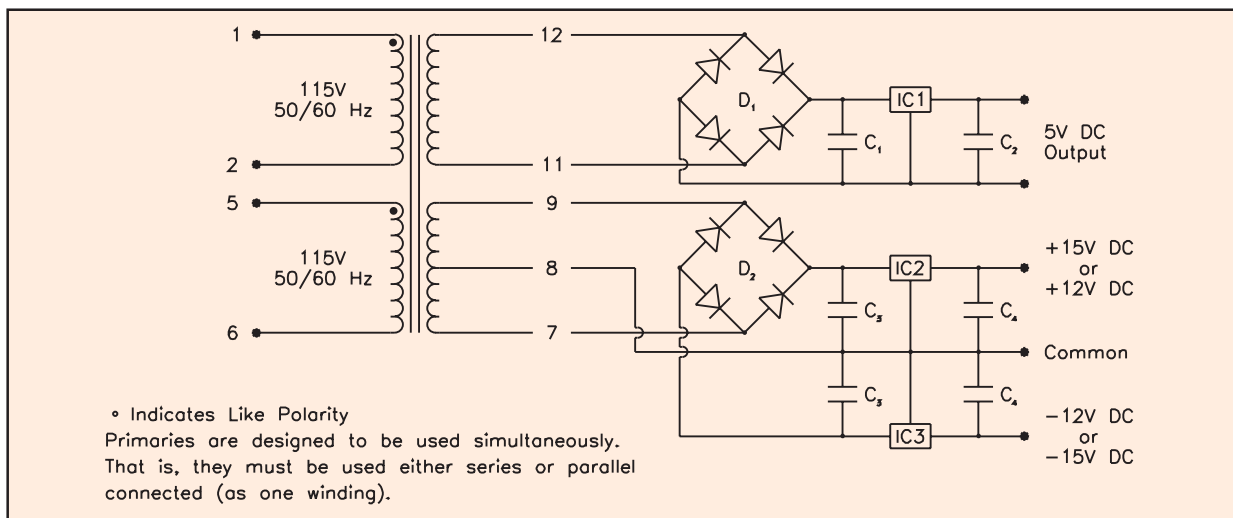 1
12
115V
50/60 Hz
D₁
IC1
C₁
C₂
5V DC
Output
2
11
5
9
115V
50/60 Hz
8
D₂
IC2
+15V DC
or
+12V DC
C₃
C₄
6
7
Common
C₃
C₄
IC3
−12V DC
or
−15V DC
Indicates Like Polarity
Primaries are designed to be used simultaneously.
That is, they must be used either series or parallel
connected (as one winding).